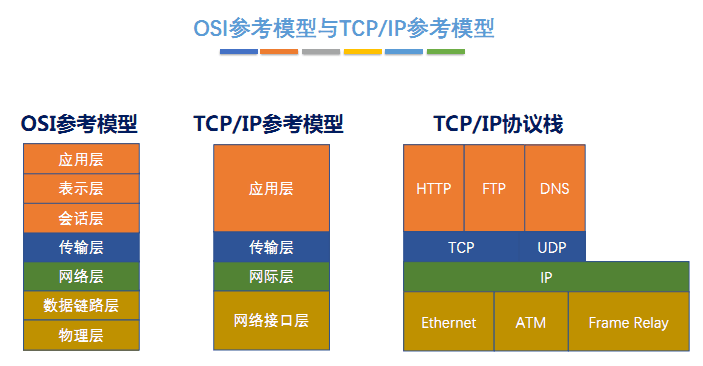 OSI参考模型与TCP/IP参考模型
OSI参考模型
应用层
表示层
会话层
传输层
网络层
数据链路层
物理层
TCP/IP参考模型
应用层
传输层
网际层
网络接口层
TCP/IP协议栈
HTTP FTP DNS
TCP UDP
IP
Ethernet ATM Frame Relay